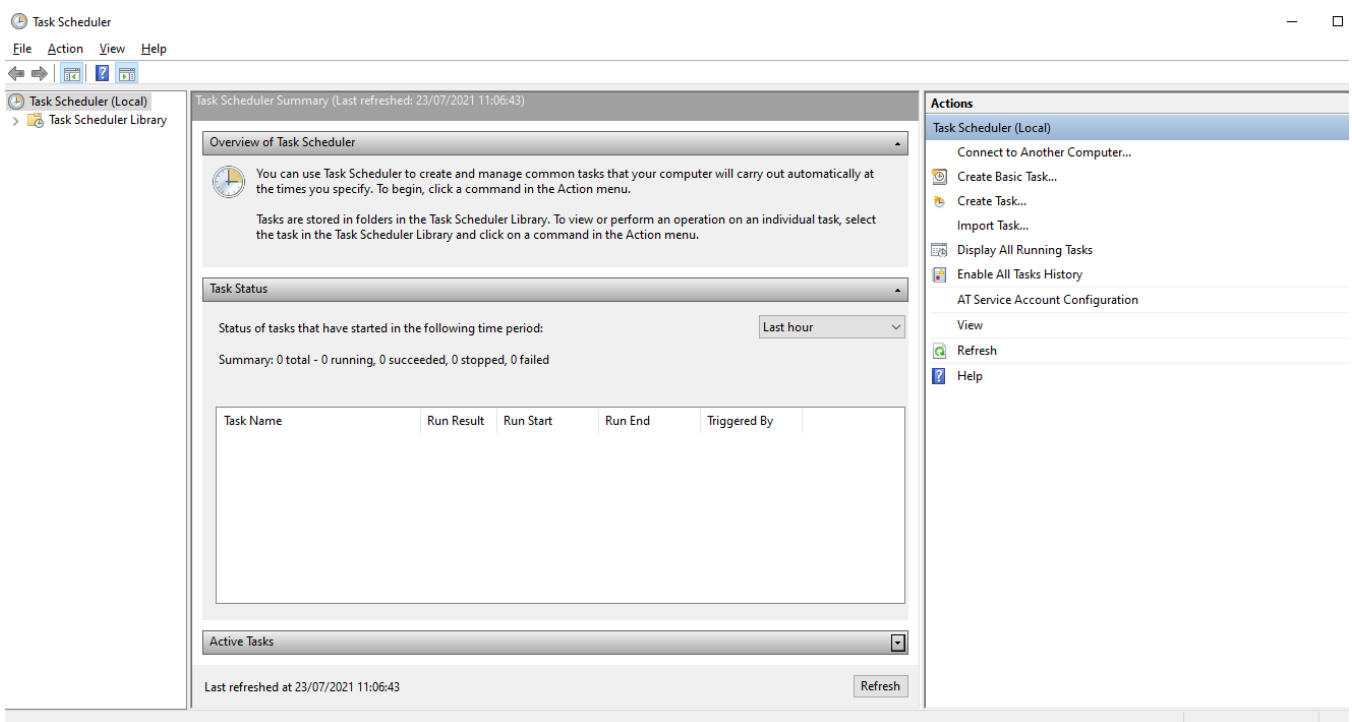 Task Scheduler
File Action View Help
Task Scheduler (Local)
Task Scheduler Library
Task Scheduler Summary (Last refreshed: 23/07/2021 11:06:43)
Overview of Task Scheduler
You can use Task Scheduler to create and manage common tasks that your computer will carry out automatically at
the times you specify. To begin, click a command in the Action menu.
Tasks are stored in folders in the Task Scheduler Library. To view or perform an operation on an individual task, select
the task in the Task Scheduler Library and click on a command in the Action menu.
Task Status
Status of tasks that have started in the following time period:
Last hour
Summary: 0 total - 0 running, 0 succeeded, 0 stopped, 0 failed
Task Name Run Result Run Start Run End Triggered By
Active Tasks
Last refreshed at 23/07/2021 11:06:43
Refresh
Actions
Task Scheduler (Local)
Connect to Another Computer...
Create Basic Task...
Create Task...
Import Task...
Display All Running Tasks
Enable All Tasks History
AT Service Account Configuration
View
Refresh
Help